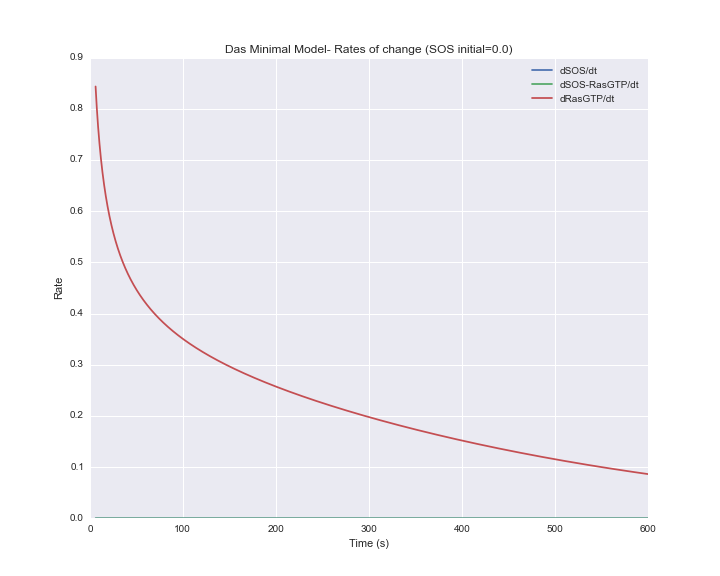 Das Minimal Model- Rates of change (SOS initial=0.0)
0.9
0.8
0.7
0.6
0.5
0.4
0.3
0.2
0.1
0.0
Rate
dSOS/dt
dSOS-RasGTP/dt
dRasGTP/dt
0 100 200 300 400 500 600
Time (s)